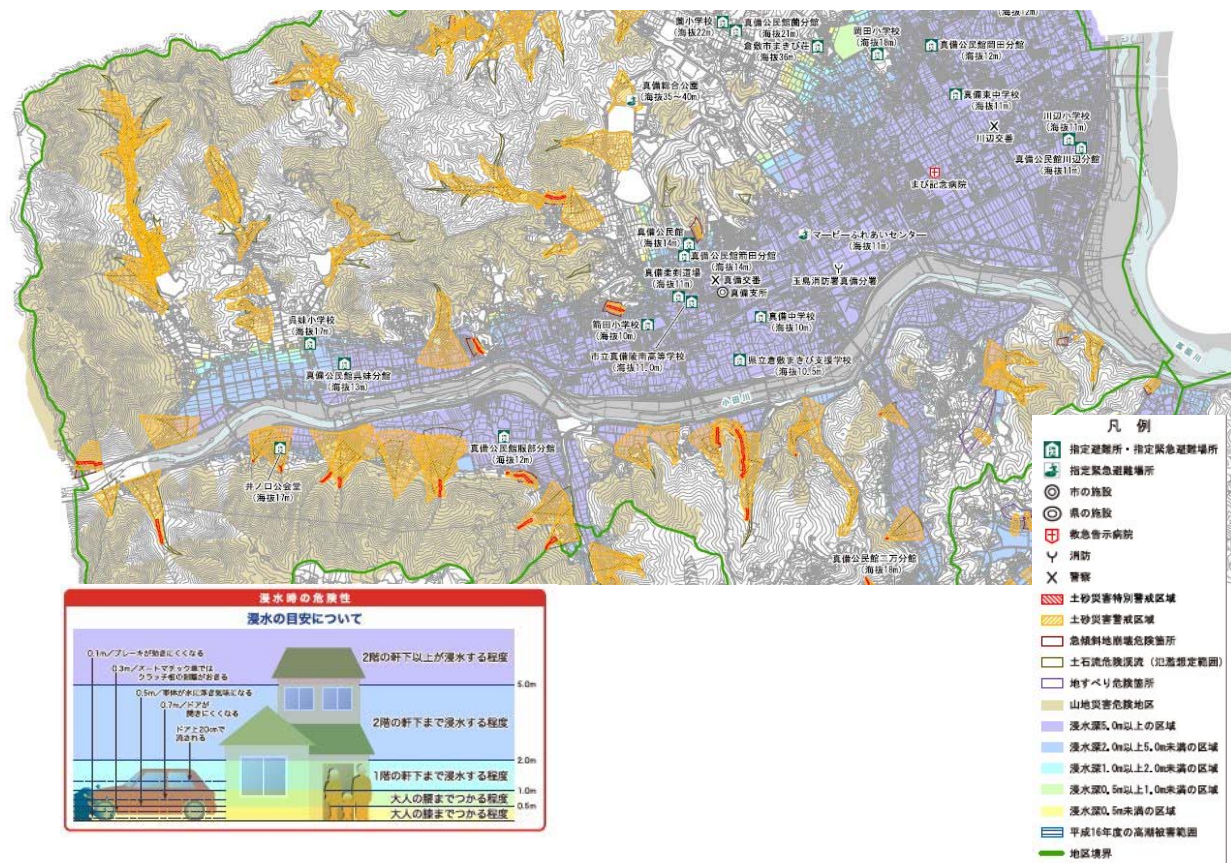 (海抜12m)
薗小学校
(海抜22m)
真備公民館薗分館
(海抜21m)
倉敷市まきび荘
(海抜36m)
岡田小学校
(海抜18m)
真備公民館岡田分館
(海抜12m)
真備総合公園
(海抜35～40m)
真備東中学校
(海抜11m)
川辺小学校
(海抜11m)
川辺交番
真備公民館川辺分館
(海抜11m)
まび記念病院
真備公民館
(海抜14m)
マービーふれあいセンター
(海抜11m)
真備公民館箭田分館
(海抜14m)
真備柔剣道場
(海抜11m)
真備交番
真備支所
玉島消防署真備分署
呉妹小学校
(海抜17m)
箭田小学校
(海抜10m)
真備中学校
(海抜10m)
市立真備陵南高等学校
(海抜11.0m)
県立倉敷まきび支援学校
(海抜10.5m)
真備公民館呉妹分館
(海抜13m)
高梁川
小田川
真備公民館服部分館
(海抜12m)
井ノ口公会堂
(海抜17m)
真備公民館二万分館
(海抜18m)
凡 例
指定避難所・指定緊急避難場所
指定緊急避難場所
市の施設
県の施設
救急告示病院
消防
警察
土砂災害特別警戒区域
土砂災害警戒区域
急傾斜地崩壊危険箇所
土石流危険渓流（氾濫想定範囲）
地すべり危険箇所
山地災害危険地区
浸水深5.0m以上の区域
浸水深2.0m以上5.0m未満の区域
浸水深1.0m以上2.0m未満の区域
浸水深0.5m以上1.0m未満の区域
浸水深0.5m未満の区域
平成16年度の高潮被害範囲
地区境界
浸水時の危険性
浸水の目安について
0.1m/ブレーキが効きにくくなる
0.3m/オートマチック車では
クラッチ板の剥離がおきる
0.5m/車体が水に浮き気味になる
0.7m/ドアが
開きにくくなる
ドア上20cmで
流される
2階の軒下以上が浸水する程度
5.0m
2階の軒下まで浸水する程度
2.0m
1階の軒下まで浸水する程度
1.0m
大人の腰までつかる程度
0.5m
大人の膝までつかる程度